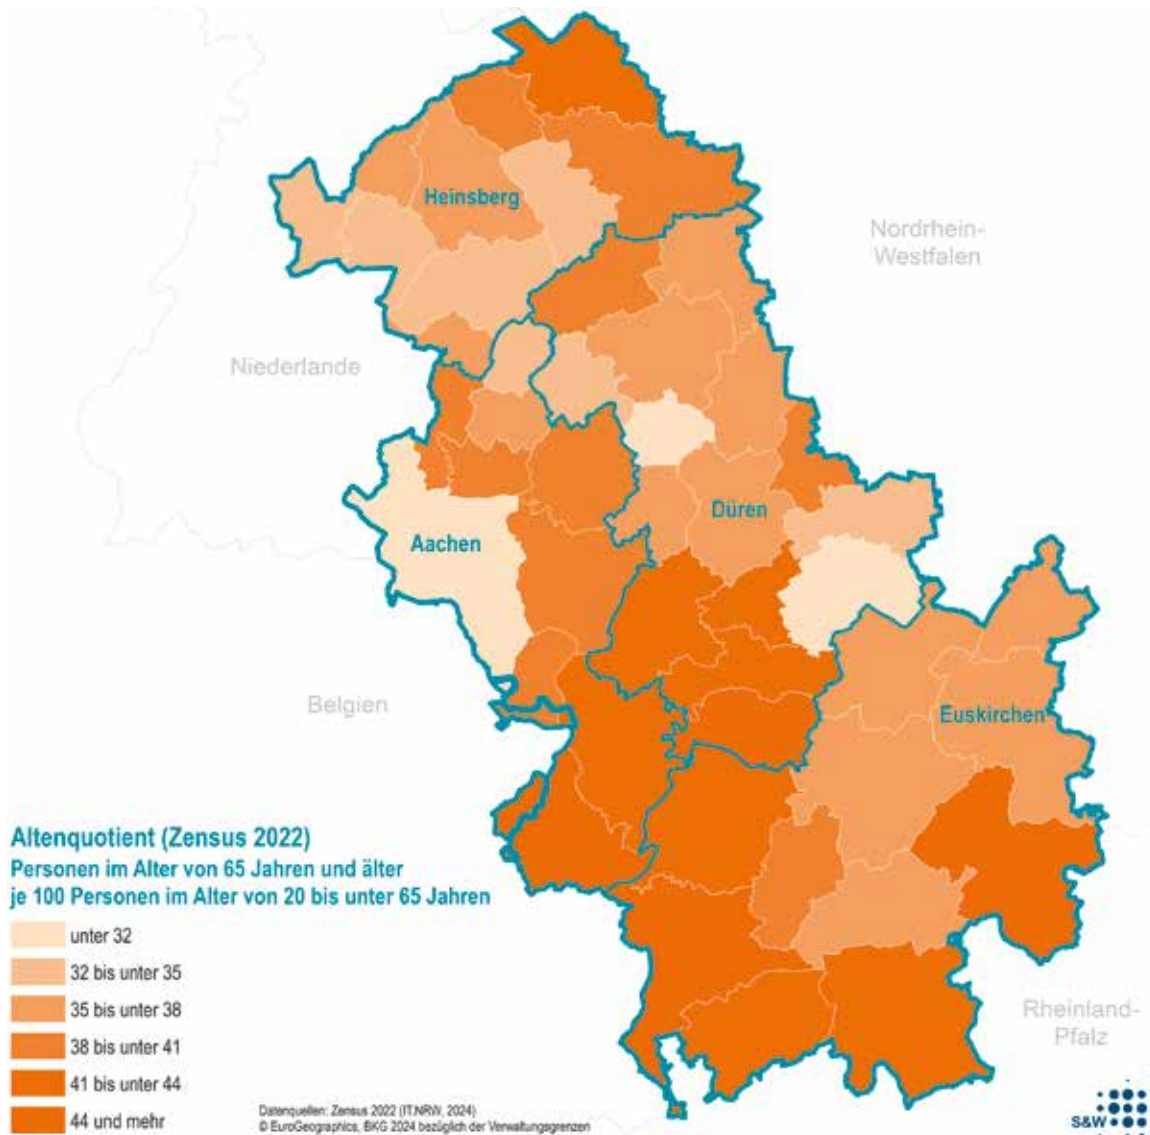 Heinsberg
Nordrhein-
Westfalen
Niederlande
Düren
Aachen
Belgien
Euskirchen
Altenquotient (Zensus 2022)
Personen im Alter von 65 Jahren und älter
je 100 Personen im Alter von 20 bis unter 65 Jahren
unter 32
32 bis unter 35
35 bis unter 38
38 bis unter 41
41 bis unter 44
44 und mehr
Rheinland-
Pfalz
Datenquellen: Zensus 2022 (IT.NRW, 2024)
© EuroGeographics, BKG 2024 bezüglich der Verwaltungsgrenzen
S&W